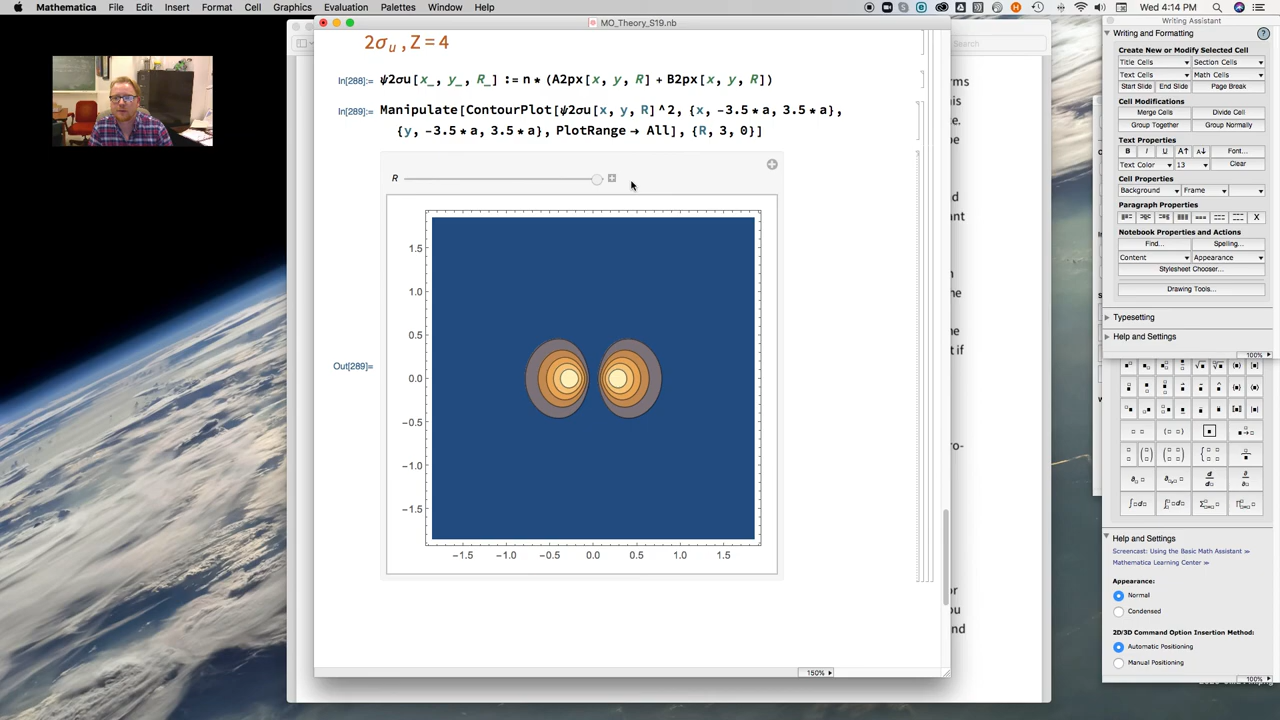 Mathematica File Edit Insert Format Cell Graphics Evaluation Palettes Window Help Wed 4:14 PM
MO_Theory_S19.nb
Writing Assistant
2σu , Z = 4
In[288]:= ψ2σu[x_, y_, R_] := n * (A2px[x, y, R] + B2px[x, y, R])
In[289]:= Manipulate[ContourPlot[ψ2σu[x, y, R]^2, {x, -3.5*a, 3.5*a},
{y, -3.5*a, 3.5*a}, PlotRange → All], {R, 3, 0}]
R
1.5
1.0
0.5
0.0
-0.5
-1.0
-1.5
-1.5 -1.0 -0.5 0.0 0.5 1.0 1.5
Out[289]=
150%
Search
Writing and Formatting
Create New or Modify Selected Cell
Title Cells Section Cells
Text Cells Math Cells
Start Slide End Slide Page Break
Cell Modifications
Merge Cell Divide Cell
Group Together Group Normally
Text Properties
B I U A↑ A↓ Font...
Text Color 13 Clear
Cell Properties
Background Frame
Paragraph Properties
X
Notebook Properties and Actions
Find... Spelling...
Content Appearance
Stylesheet Chooser...
Drawing Tools...
Typesetting
Help and Settings
100%
Help and Settings
Screencast: Using the Basic Math Assistant »
Mathematica Learning Center »
Appearance:
Normal
Condensed
2D/3D Command Option Insertion Method:
Automatic Positioning
Manual Positioning
100%